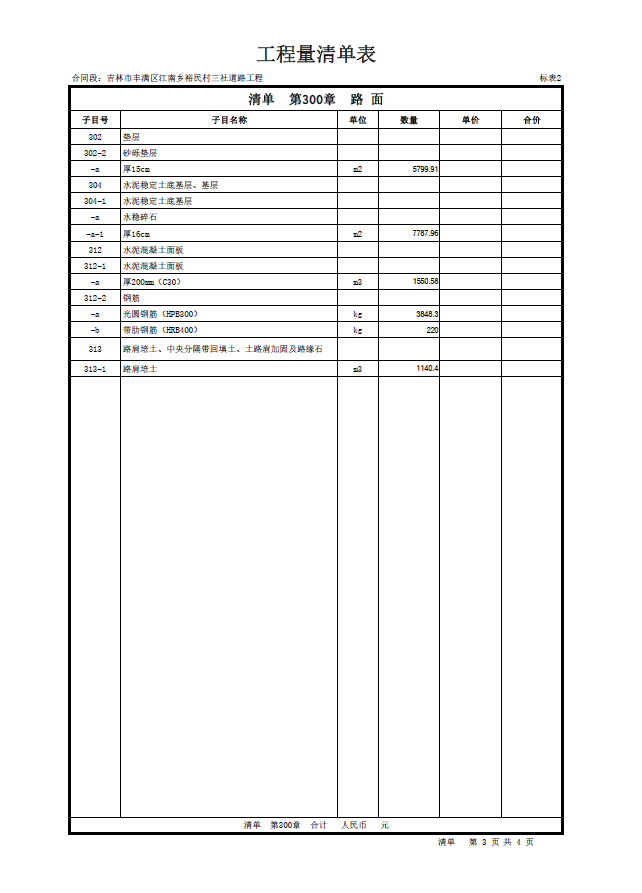 工程量清单表
合同段：吉林市丰满区江南乡裕民村三社道路工程 标表2
清单 第300章 路 面
子目号 子目名称 单位 数量 单价 合价
302 垫层
302-2 砂砾垫层
-a 厚15cm m2 5799.91
304 水泥稳定土底基层、基层
304-1 水泥稳定土底基层
-a 水稳碎石
-a-1 厚16cm m2 7787.96
312 水泥混凝土面板
312-1 水泥混凝土面板
-a 厚200mm（C30） m3 1550.58
312-2 钢筋
-a 光圆钢筋（HPB300） kg 3848.3
-b 带肋钢筋（HRB400） kg 220
313 路肩培土、中央分隔带回填土、土路肩加固及路缘石
313-1 路肩培土 m3 1140.4
清单 第300章 合计 人民币 元
清单 第 3 页 共 4 页